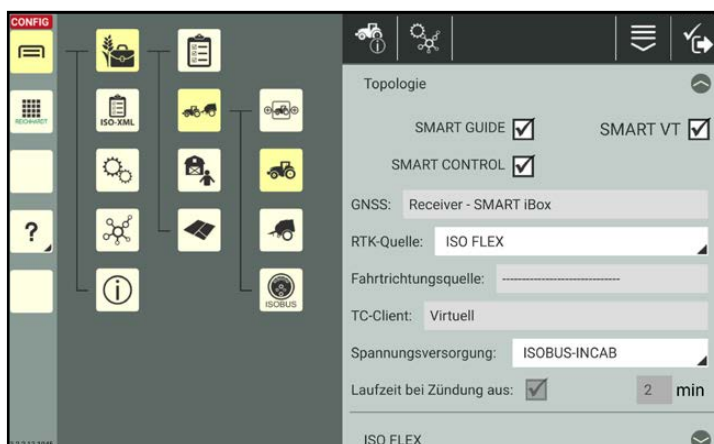 CONFIG
REICHHARDT
ISO-XML
?
ISOBUS
Topologie
SMART GUIDE
SMART VT
SMART CONTROL
GNSS: Receiver - SMART iBox
RTK-Quelle: ISO FLEX
Fahrtrichtungsquelle: ----------------------------
TC-Client: Virtuell
Spannungsversorgung: ISOBUS-INCAB
Laufzeit bei Zündung aus: 2 min
ISO FLEX